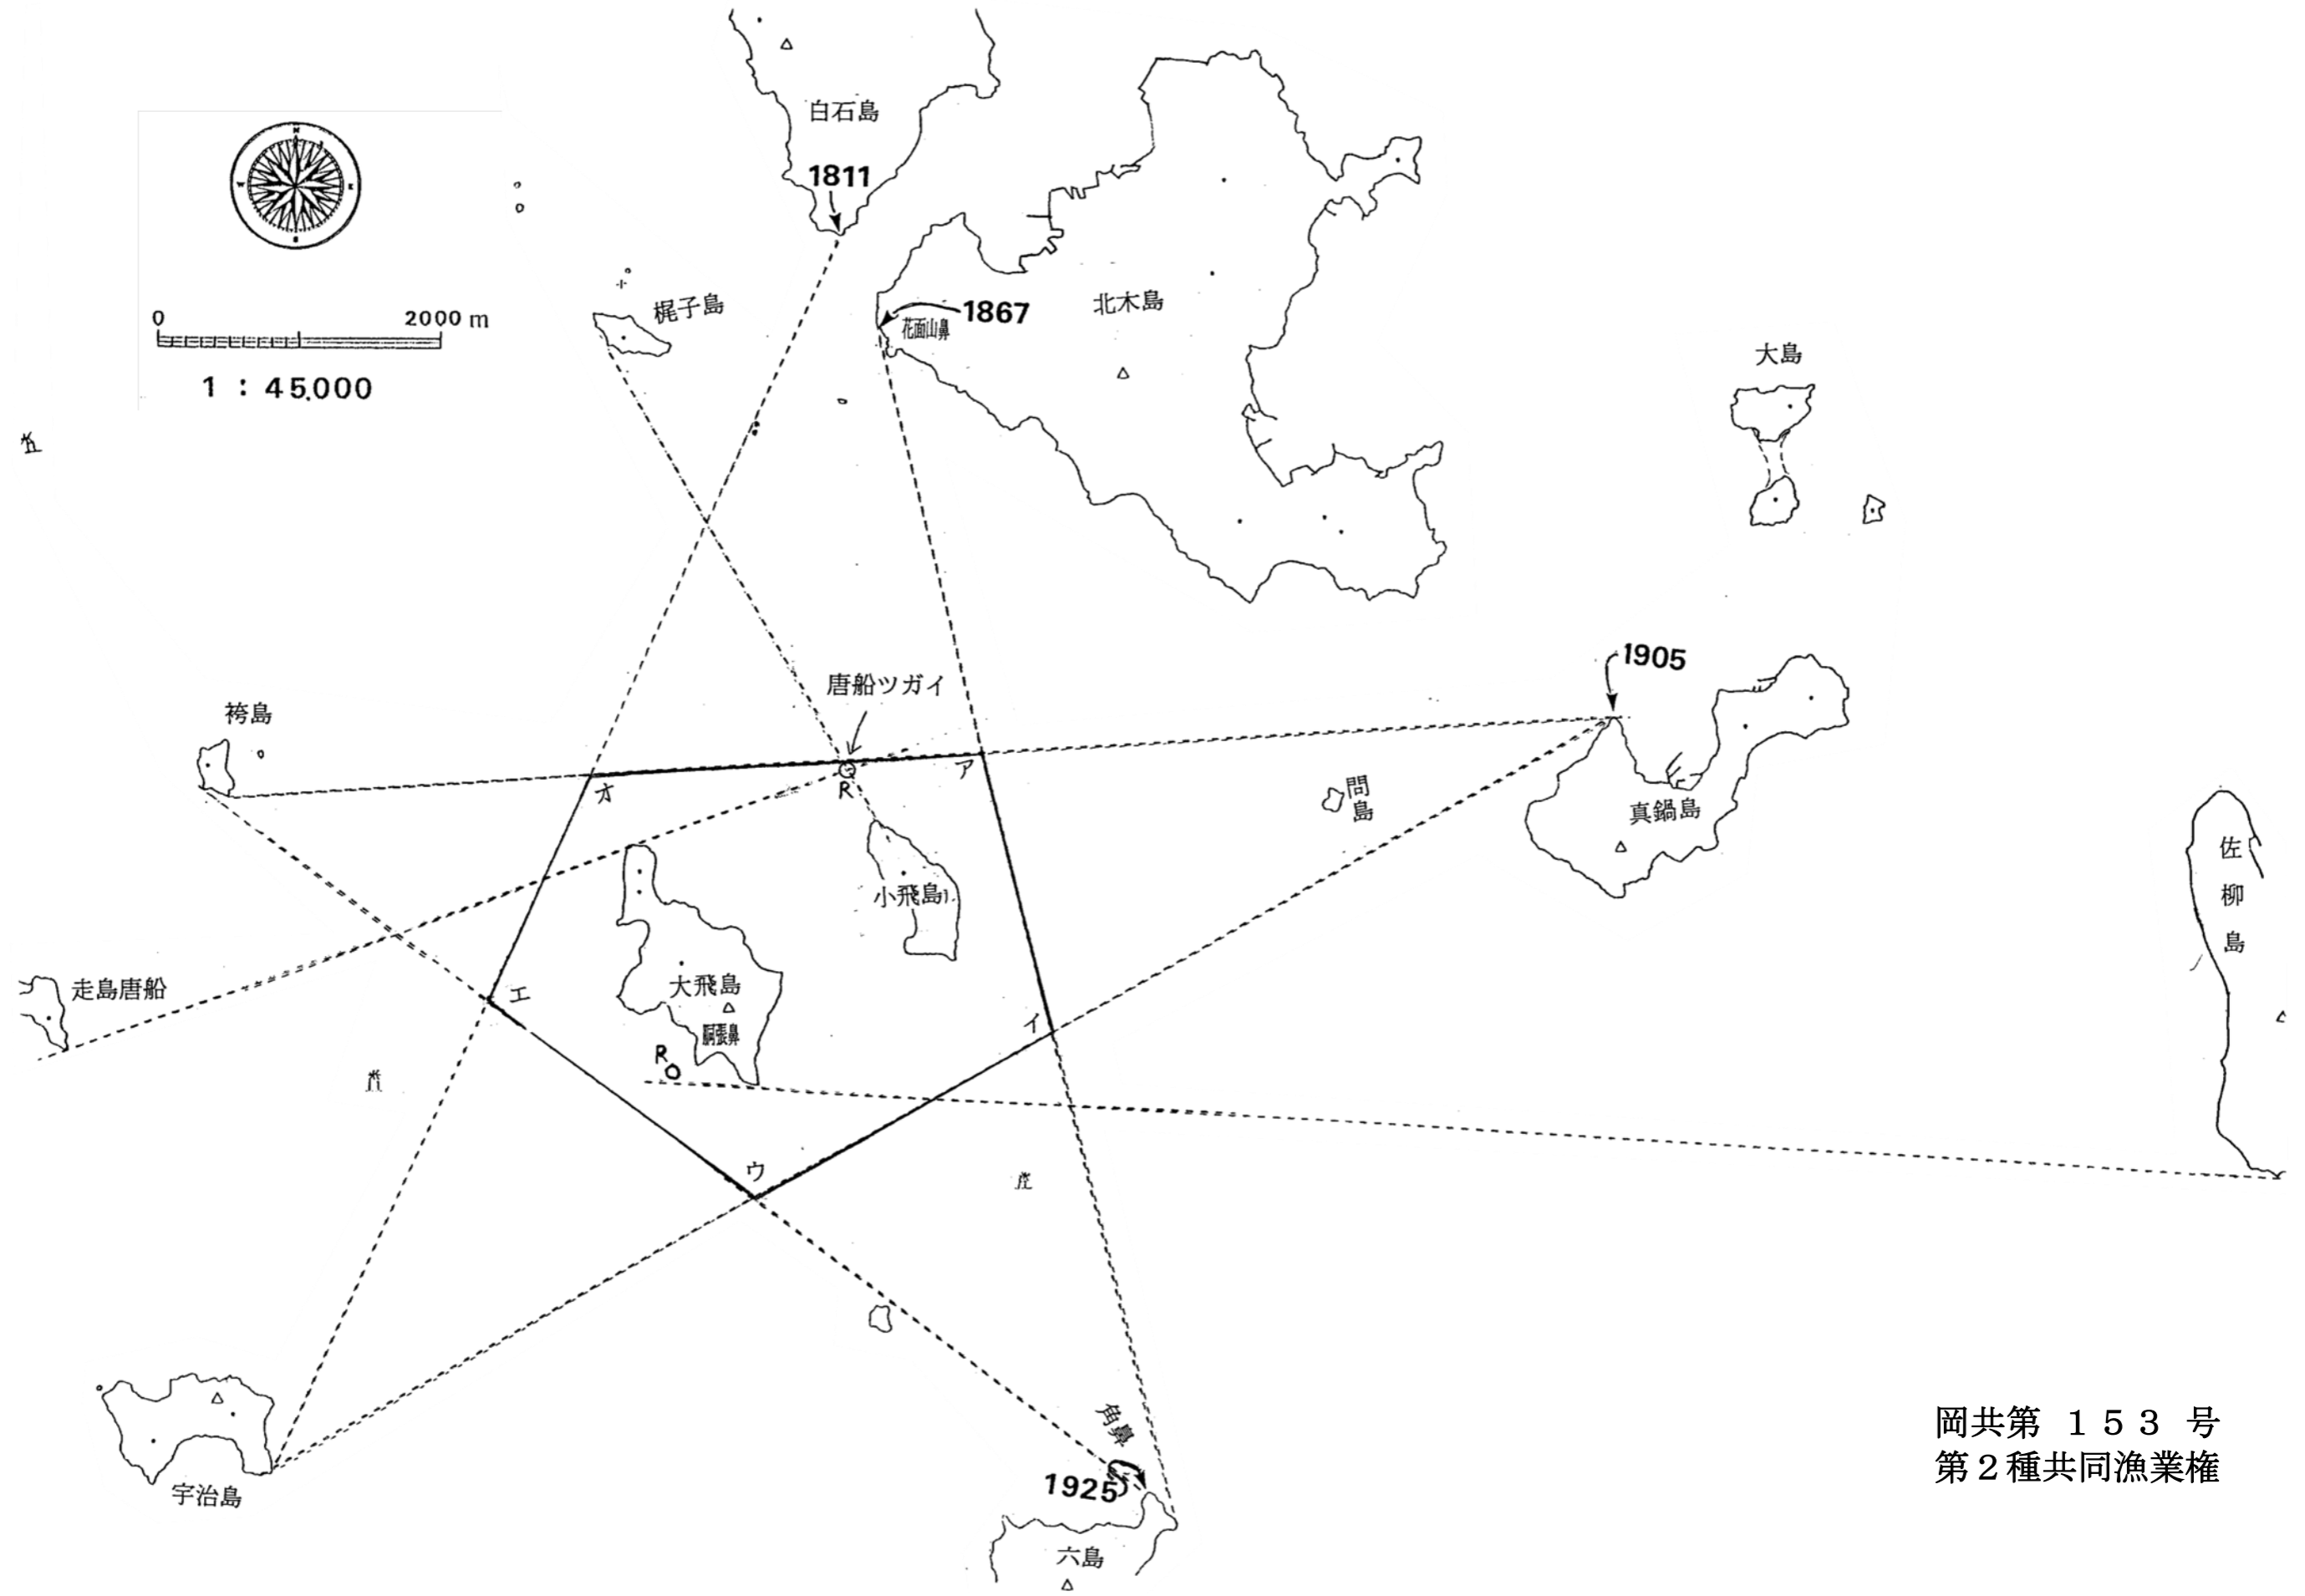 白石島
1811
N
W
E
S
0 2000 m
1 : 45,000
梶子島
1867
花面山鼻
北木島
大島
1905
唐船ツガイ
袴島
ア
オ
R
問島
真鍋島
小飛島
佐柳島
走島唐船
エ
大飛島
胴張鼻
イ
R
ウ
角鼻
1925
宇治島
六島
岡共第 153 号
第2種共同漁業権